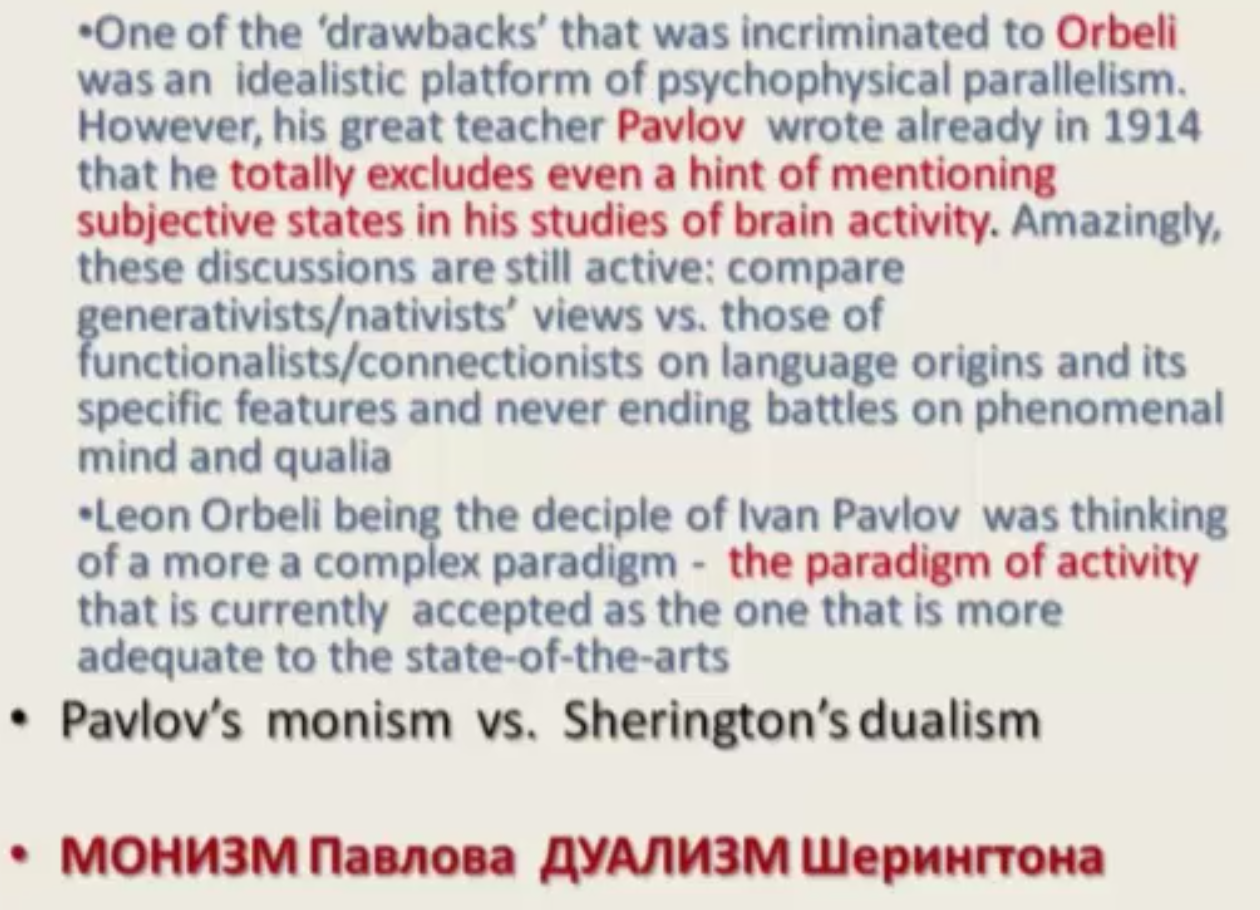 •One of the ‘drawbacks’ that was incriminated to Orbeli
was an idealistic platform of psychophysical parallelism.
However, his great teacher Pavlov wrote already in 1914
that he totally excludes even a hint of mentioning
subjective states in his studies of brain activity. Amazingly,
these discussions are still active: compare
generativists/nativists’ views vs. those of
functionalists/connectionists on language origins and its
specific features and never ending battles on phenomenal
mind and qualia
•Leon Orbeli being the deciple of Ivan Pavlov was thinking
of a more a complex paradigm - the paradigm of activity
that is currently accepted as the one that is more
adequate to the state-of-the-arts
• Pavlov’s monism vs. Sherington’s dualism
• МОНИЗМ Павлова ДУАЛИЗМ Шерингтона